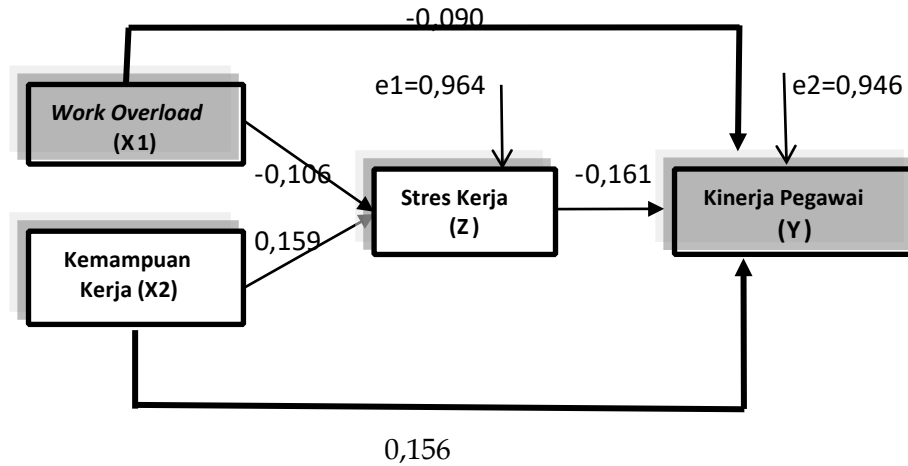 -0,090
e1=0,964
e2=0,946
Work Overload
(X1)
-0,106
-0,161
Stres Kerja
(Z)
Kinerja Pegawai
(Y)
0,159
Kemampuan
Kerja (X2)
0,156